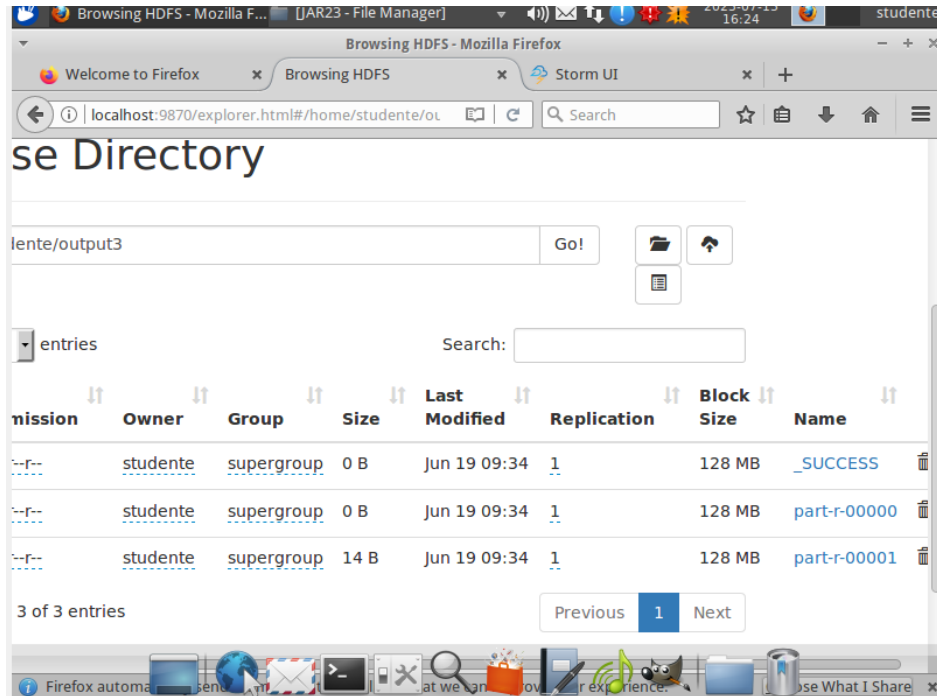 Browsing HDFS - Mozilla F... [JAR23 - File Manager] 16:24 studente
Browsing HDFS - Mozilla Firefox
Welcome to Firefox × Browsing HDFS × Storm UI × +
localhost:9870/explorer.html#/home/studente/ou Search
se Directory
dente/output3 Go!
entries Search:
mission Owner Group Size Last Modified Replication Block Size Name
r--r-- studente supergroup 0 B Jun 19 09:34 1 128 MB _SUCCESS
r--r-- studente supergroup 0 B Jun 19 09:34 1 128 MB part-r-00000
r--r-- studente supergroup 14 B Jun 19 09:34 1 128 MB part-r-00001
3 of 3 entries Previous 1 Next
Firefox automa send at we can rov r experience. ose What I Share ×